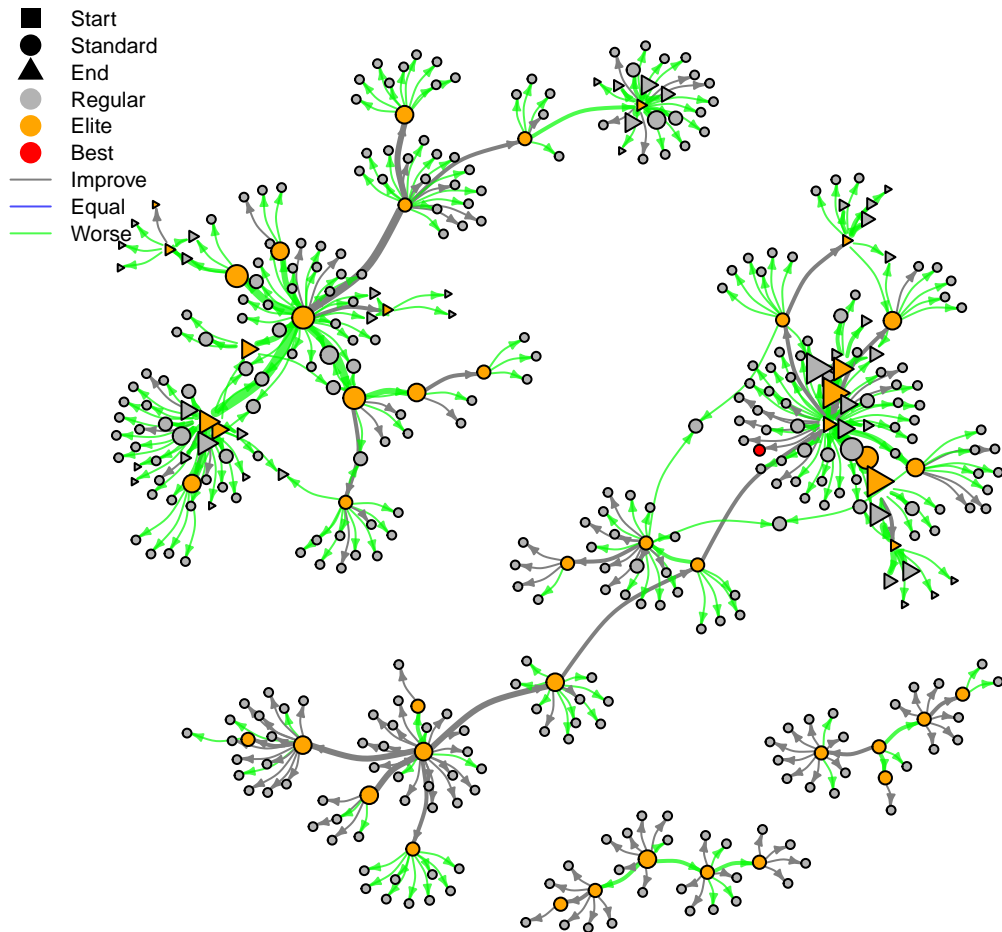 Start
Standard
End
Regular
Elite
Best
Improve
Equal
Worse